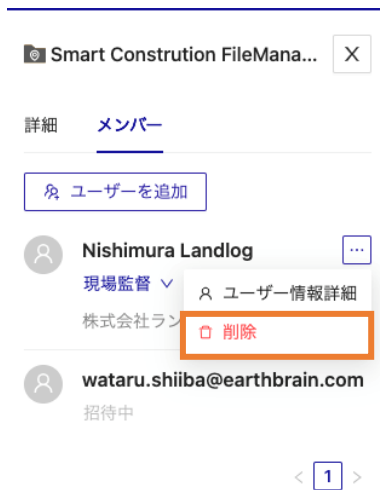 Smart Constrution FileMana... X
詳細 メンバー
ユーザーを追加
Nishimura Landlog ...
現場監督
ユーザー情報詳細
株式会社ラン
削除
wataru.shiiba@earthbrain.com
招待中
< 1 >